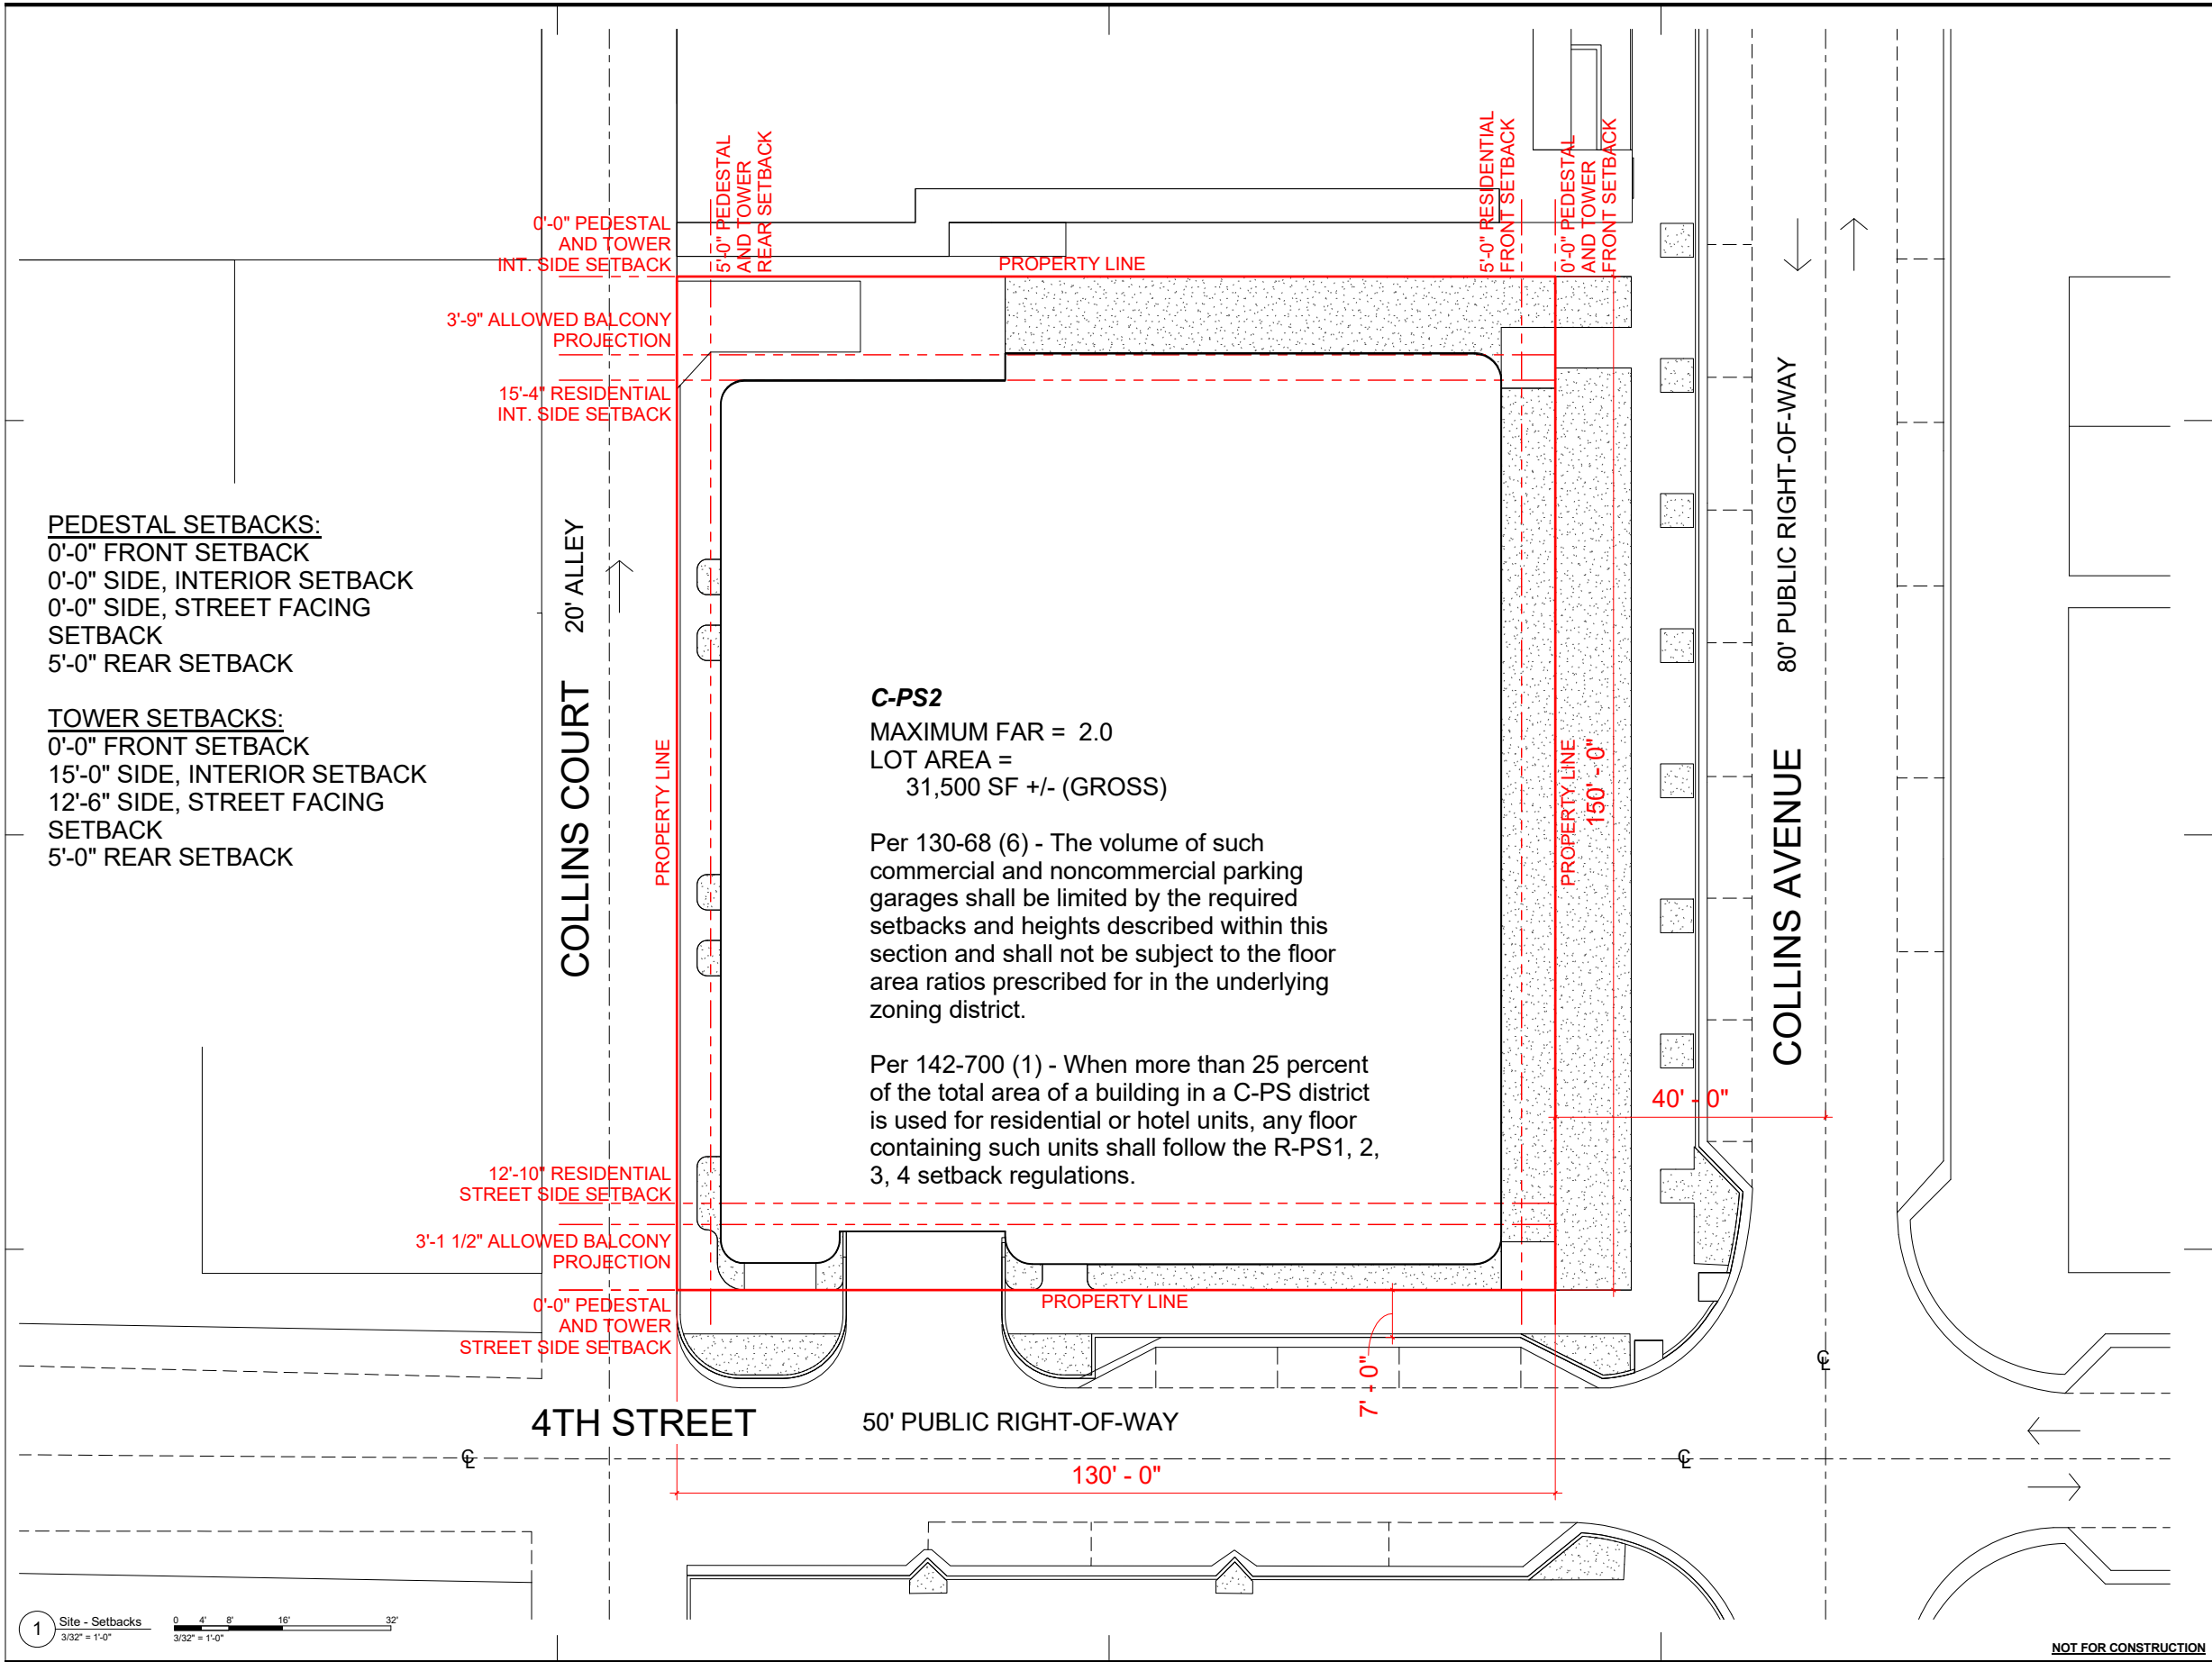 0'-0" PEDESTAL
AND TOWER
INT. SIDE SETBACK
5'-0" PEDESTAL
AND TOWER
REAR SETBACK
PROPERTY LINE
5'-0" RESIDENTIAL
FRONT SETBACK
0'-0" PEDESTAL
AND TOWER
FRONT SETBACK
3'-9" ALLOWED BALCONY
PROJECTION
15'-4" RESIDENTIAL
INT. SIDE SETBACK
PEDESTAL SETBACKS:
0'-0" FRONT SETBACK
0'-0" SIDE, INTERIOR SETBACK
0'-0" SIDE, STREET FACING
SETBACK
5'-0" REAR SETBACK
TOWER SETBACKS:
0'-0" FRONT SETBACK
15'-0" SIDE, INTERIOR SETBACK
12'-6" SIDE, STREET FACING
SETBACK
5'-0" REAR SETBACK
COLLINS COURT
20' ALLEY
PROPERTY LINE
C-PS2
MAXIMUM FAR = 2.0
LOT AREA =
31,500 SF +/- (GROSS)
Per 130-68 (6) - The volume of such
commercial and noncommercial parking
garages shall be limited by the required
setbacks and heights described within this
section and shall not be subject to the floor
area ratios prescribed for in the underlying
zoning district.
Per 142-700 (1) - When more than 25 percent
of the total area of a building in a C-PS district
is used for residential or hotel units, any floor
containing such units shall follow the R-PS1, 2,
3, 4 setback regulations.
PROPERTY LINE
150' - 0"
COLLINS AVENUE
80' PUBLIC RIGHT-OF-WAY
40' - 0"
12'-10" RESIDENTIAL
STREET SIDE SETBACK
3'-1 1/2" ALLOWED BALCONY
PROJECTION
0'-0" PEDESTAL
AND TOWER
STREET SIDE SETBACK
PROPERTY LINE
7' - 0"
CL
4TH STREET
50' PUBLIC RIGHT-OF-WAY
CL
CL
130' - 0"
1
Site - Setbacks
3/32" = 1'-0"
0 4' 8' 16' 32'
3/32" = 1'-0"
NOT FOR CONSTRUCTION